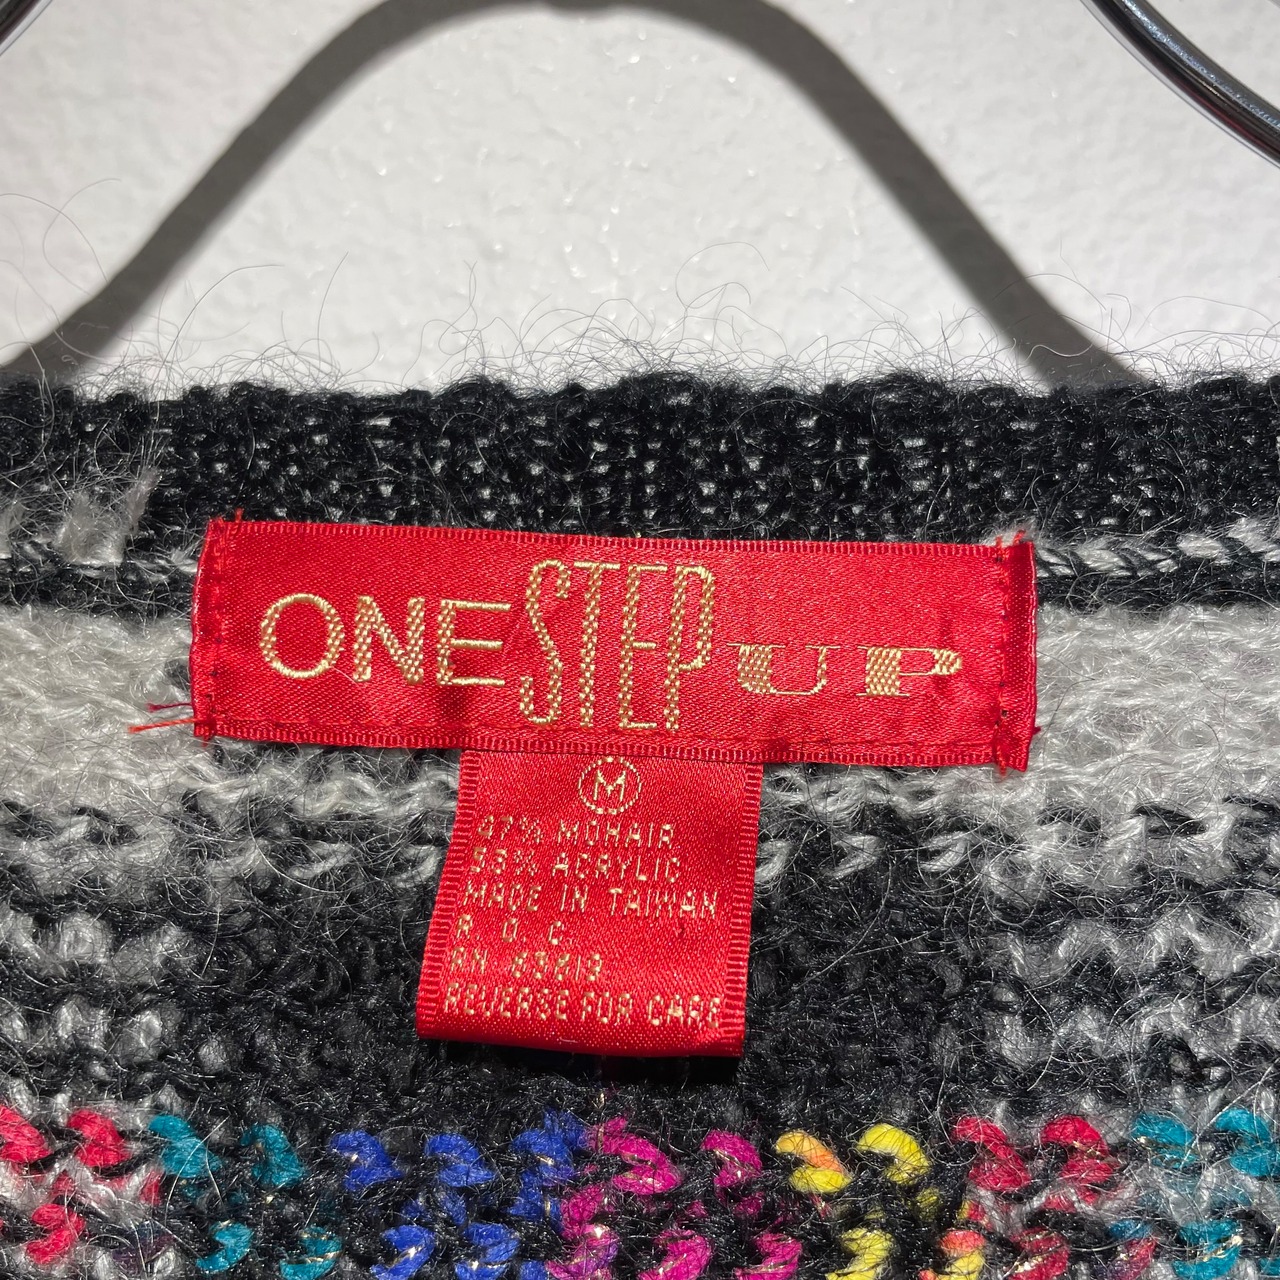 ONE STEP UP
M
47% MOHAIR
53% ACRYLIC
MADE IN TAIWAN
R. O. C.
REVERSE FOR CARE